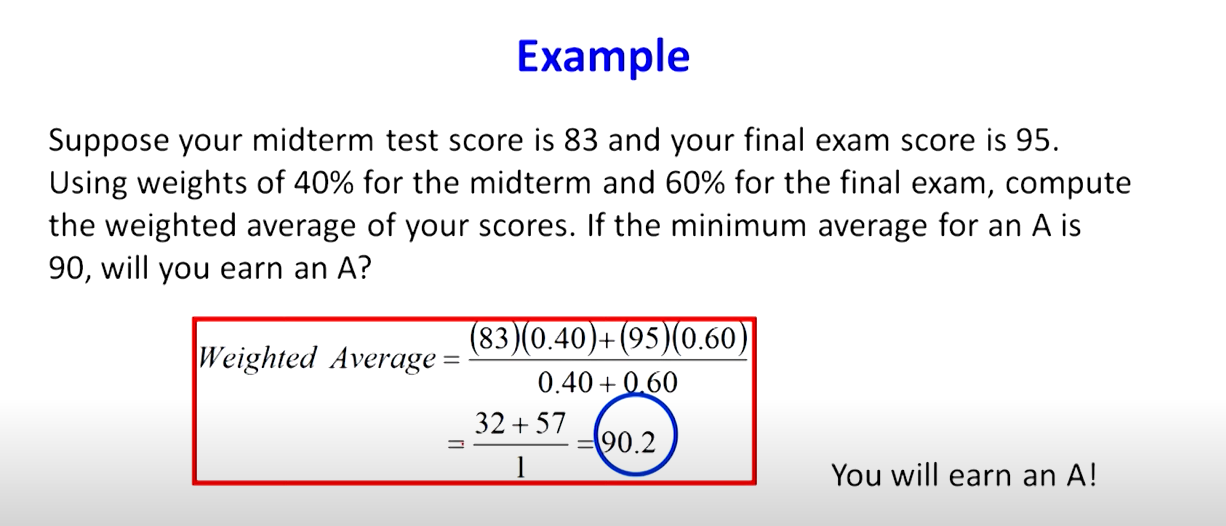 Example
Suppose your midterm test score is 83 and your final exam score is 95.
Using weights of 40% for the midterm and 60% for the final exam, compute
the weighted average of your scores. If the minimum average for an A is
90, will you earn an A?
(83)(0.40)+(95)(0.60)
Weighted Average =
0.40 + 0.60
32 + 57
= = 90.2
1
You will earn an A!